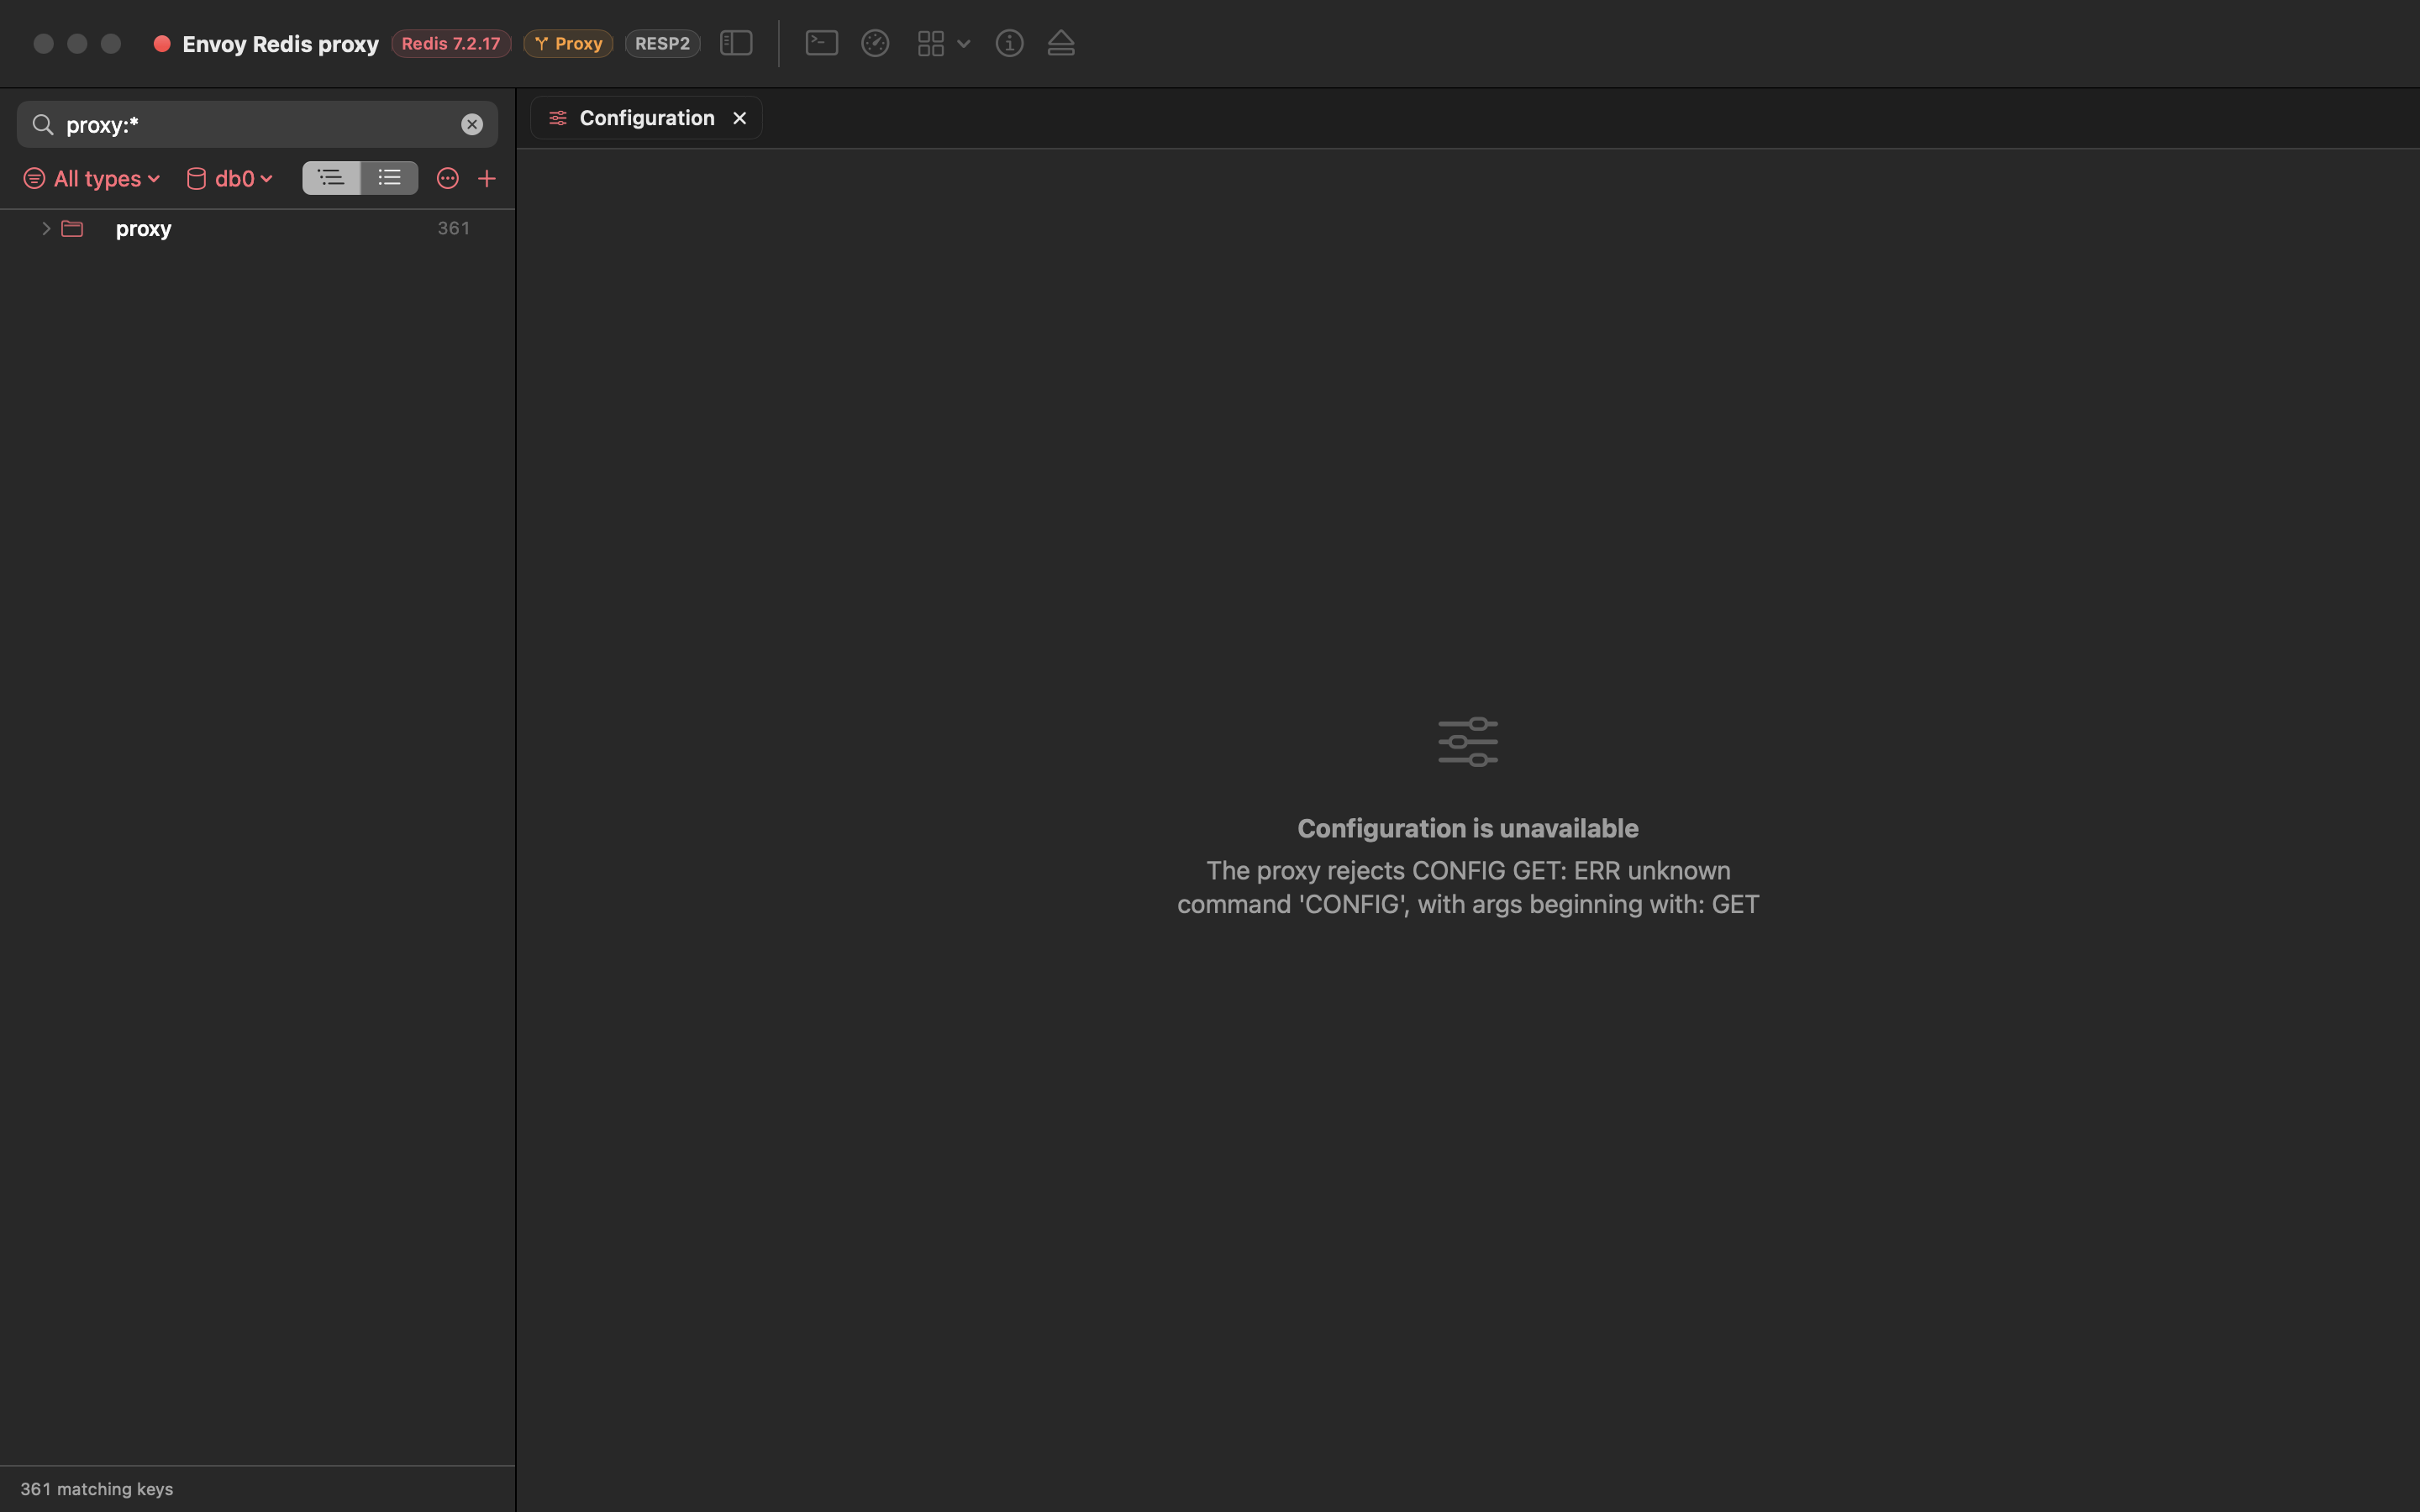 Envoy Redis proxy
Redis 7.2.17
Proxy
RESP2
proxy:*
All types
db0
proxy
361
361 matching keys
Configuration
Configuration is unavailable
The proxy rejects CONFIG GET: ERR unknown
command 'CONFIG', with args beginning with: GET